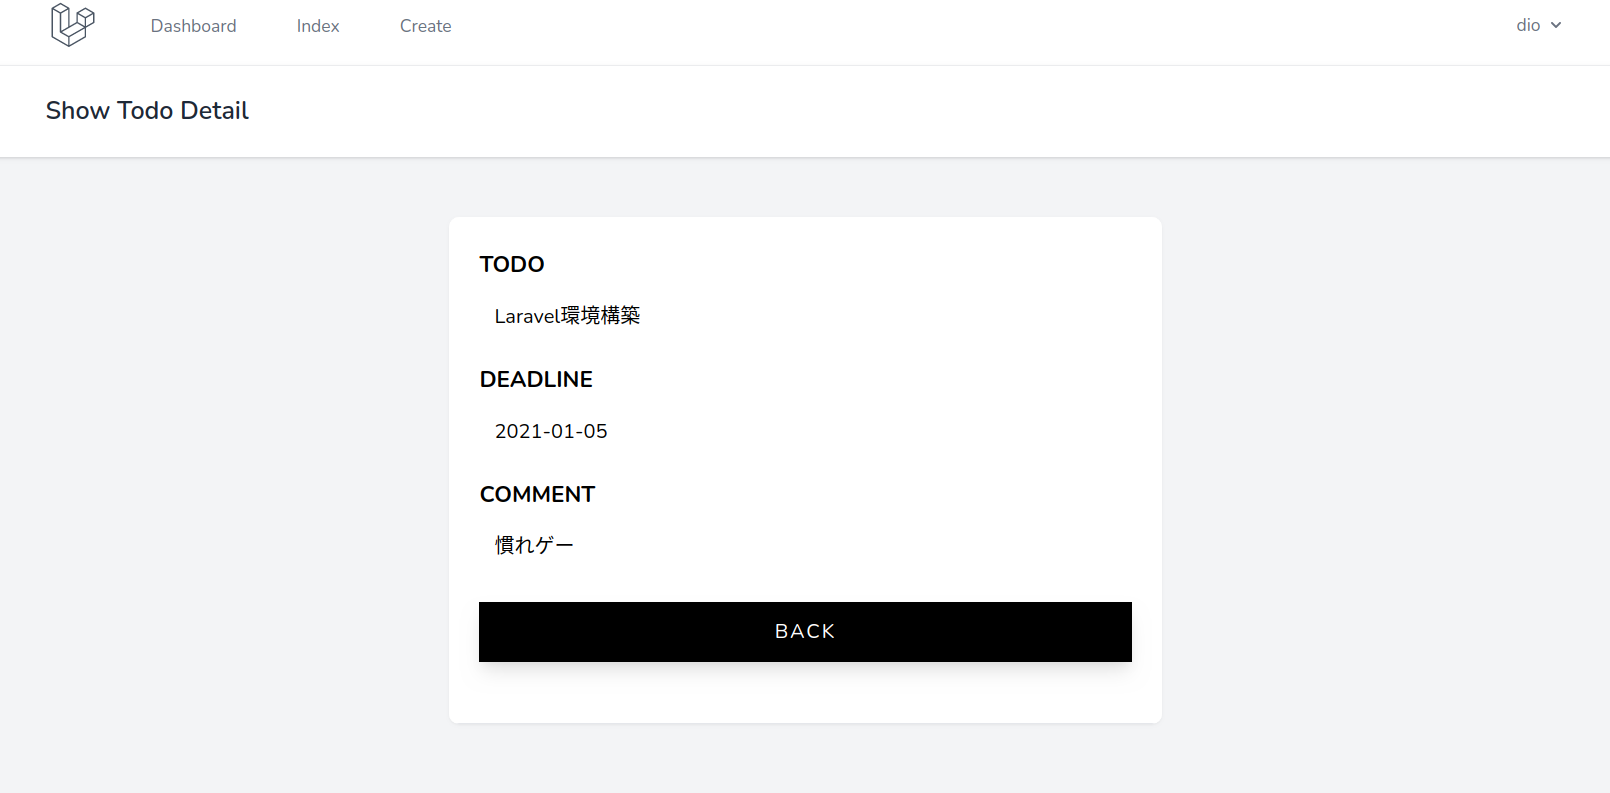 Dashboard Index Create dio
Show Todo Detail
TODO
Laravel環境構築
DEADLINE
2021-01-05
COMMENT
慣れゲー
BACK